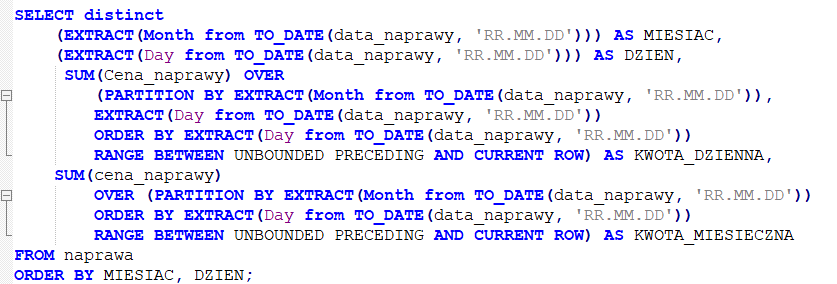 SELECT distinct
(EXTRACT(Month from TO_DATE(data_naprawy, 'RR.MM.DD'))) AS MIESIAC,
(EXTRACT(Day from TO_DATE(data_naprawy, 'RR.MM.DD'))) AS DZIEN,
SUM(Cena_naprawy) OVER
(PARTITION BY EXTRACT(Month from TO_DATE(data_naprawy, 'RR.MM.DD')),
EXTRACT(Day from TO_DATE(data_naprawy, 'RR.MM.DD'))
ORDER BY EXTRACT(Day from TO_DATE(data_naprawy, 'RR.MM.DD'))
RANGE BETWEEN UNBOUNDED PRECEDING AND CURRENT ROW) AS KWOTA_DZIENNA,
SUM(cena_naprawy)
OVER (PARTITION BY EXTRACT(Month from TO_DATE(data_naprawy, 'RR.MM.DD'))
ORDER BY EXTRACT(Day from TO_DATE(data_naprawy, 'RR.MM.DD'))
RANGE BETWEEN UNBOUNDED PRECEDING AND CURRENT ROW) AS KWOTA_MIESIECZNA
FROM naprawa
ORDER BY MIESIAC, DZIEN;